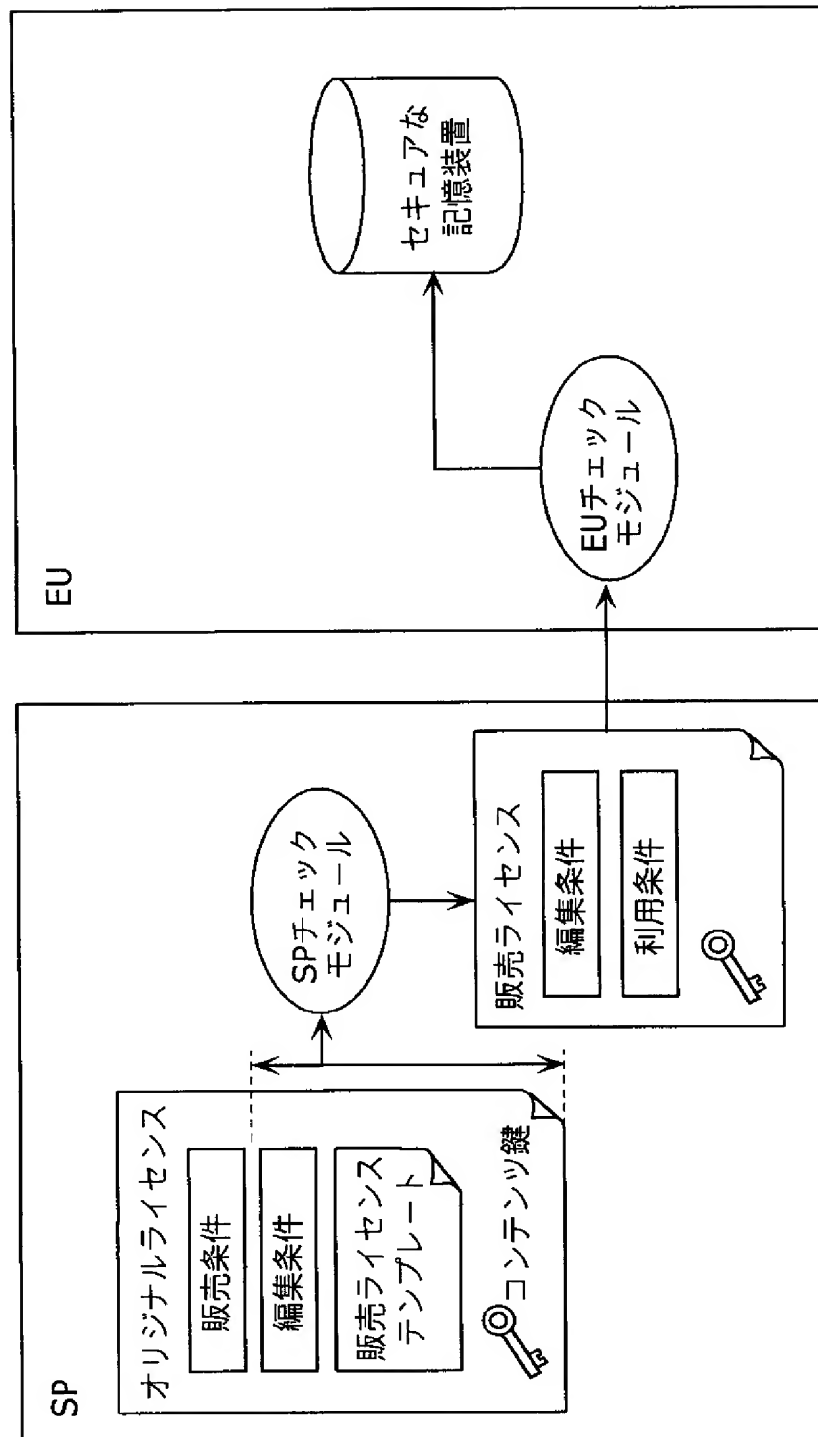 SP
オリジナルライセンス
販売条件
編集条件
販売ライセンス
テンプレート
コンテンツ鍵
SPチェック
モジュール
販売ライセンス
編集条件
利用条件
EU
EUチェック
モジュール
セキュアな
記憶装置